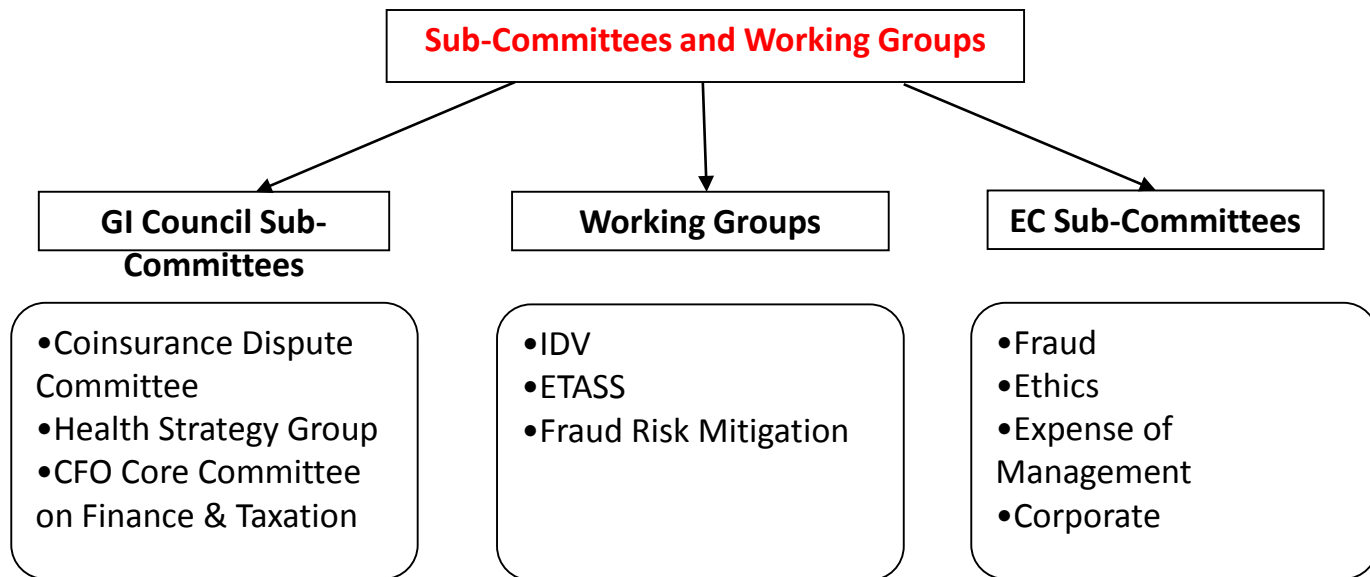 Sub-Committees and Working Groups
GI Council Sub-
Committees
Working Groups
EC Sub-Committees
•Coinsurance Dispute
Committee
•Health Strategy Group
•CFO Core Committee
on Finance & Taxation
•IDV
•ETASS
•Fraud Risk Mitigation
•Fraud
•Ethics
•Expense of
Management
•Corporate